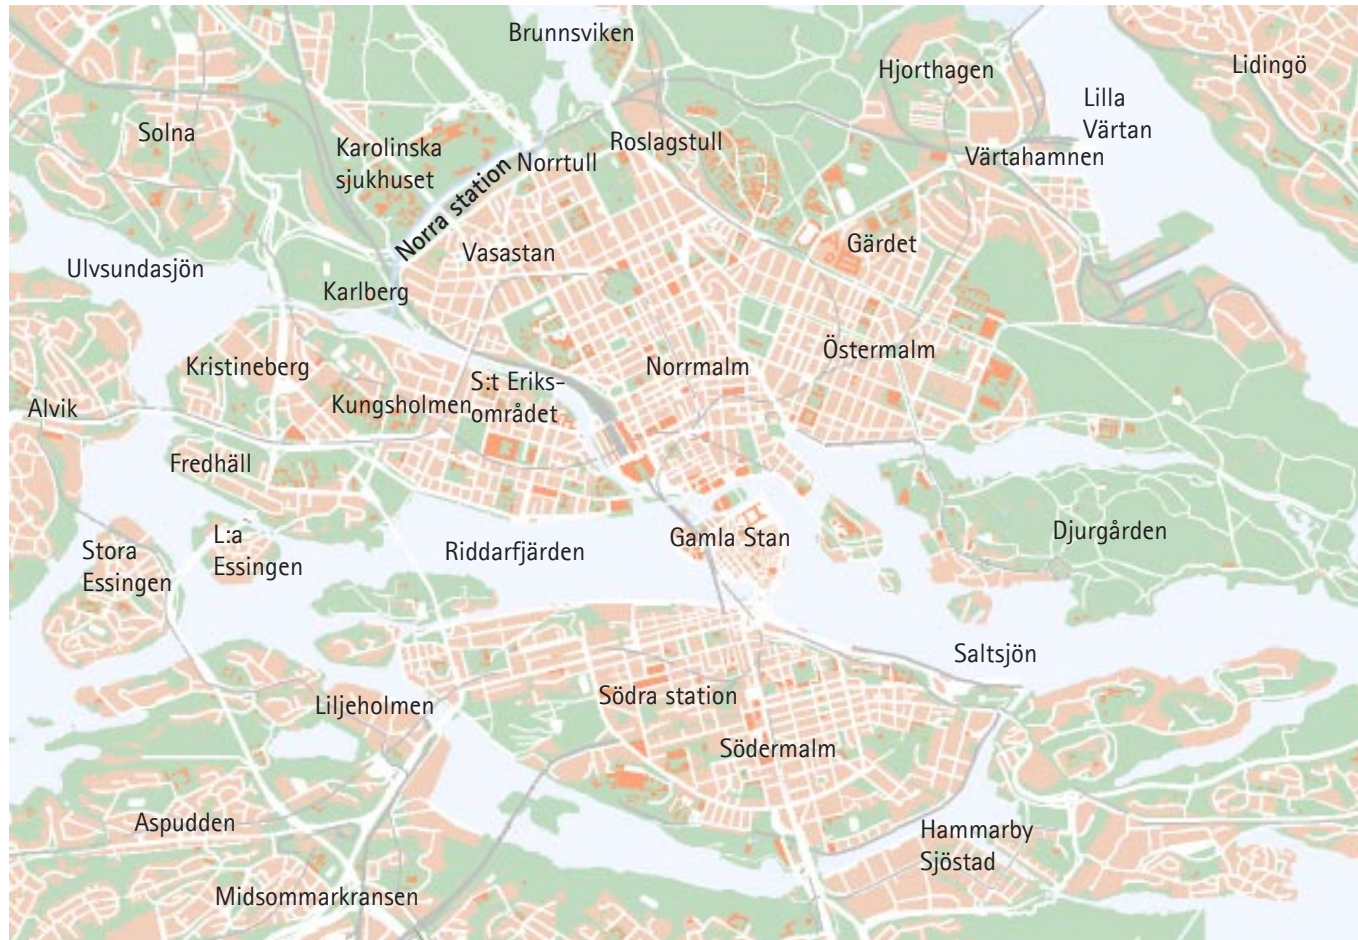 Brunnsviken
Hjorthagen
Lidingö
Lilla
Värtan
Solna
Karolinska
sjukhuset
Norra station
Norrtull
Roslagstull
Värtahamnen
Vasastan
Gärdet
Ulvsundasjön
Karlberg
Kristineberg
Kungsholmen
S:t Eriks-
området
Norrmalm
Östermalm
Alvik
Fredhäll
L:a
Essingen
Stora
Essingen
Riddarfjärden
Gamla Stan
Djurgården
Saltsjön
Liljeholmen
Södra station
Södermalm
Aspudden
Hammarby
Sjöstad
Midsommarkransen